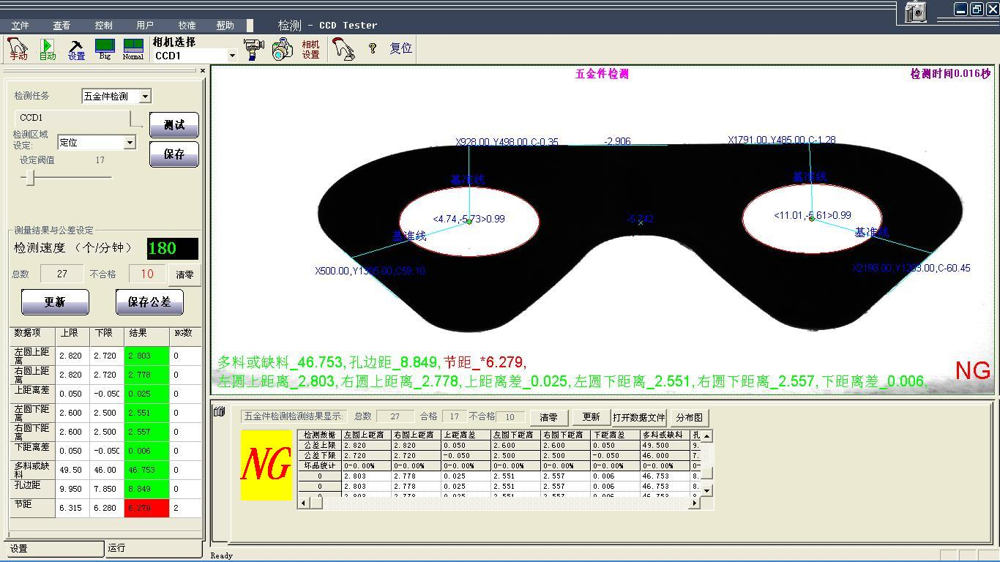 文件 查看 控制 用户 校准 帮助 检测 - CCD Tester
手动 自动 设置 Big Normal 相机选择 CCD1 相机设置 ? 复位
检测任务 五金件检测
CCD1
测试
检测区域设定: 定位
保存
设定阀值 17
测量结果与公差设定
检测速度 （个/分钟） 180
总数 27 不合格 10 清零
更新 保存公差
数据项 上限 下限 结果 NG数
左圆上距离 2.820 2.720 2.803 0
右圆上距离 2.820 2.720 2.778 0
上距离差 0.050 -0.050 0.025 0
左圆下距离 2.600 2.500 2.551 0
右圆下距离 2.600 2.500 2.557 0
下距离差 0.050 -0.050 0.006 0
多料或缺料 49.50 46.00 46.753 0
孔边距 9.950 7.850 8.849 0
节距 6.315 6.280 6.279 2
设置 运行
五金件检测 检测时间0.016秒
X928.00,Y498.00,C-0.35 -2.906 X1791.00,Y485.00,C-1.28
基准线 基准线
<4.74,-5.73>0.99 -5.742 <11.01,-5.61>0.99
基准线 基准线
多料或缺料_46.753,孔边距_8.849,节距_*6.279,
左圆上距离_2.803,右圆上距离_2.778,上距离差_0.025,左圆下距离_2.551,右圆下距离_2.557,下距离差_0.006,
NG
五金件检测检测结果显示: 总数 27 合格 17 不合格 10 清零 更新 打开数据文件 分布图
NG
检测数据 左圆上距离 右圆上距离 上距离差 左圆下距离 右圆下距离 下距离差 多料或缺料 孔
公差上限 2.820 2.820 0.050 2.600 2.600 0.050 49.500 9.
公差下限 2.720 2.720 -0.050 2.500 2.500 -0.050 46.000 7.
坏品统计 0-0.00% 0-0.00% 0-0.00% 0-0.00% 0-0.00% 0-0.00% 0-0.00% 0-
0 2.803 2.778 0.025 2.551 2.557 0.006 46.753 8.
0 2.803 2.778 0.025 2.551 2.557 0.006 46.753 8.
0 2.803 2.778 0.025 2.551 2.557 0.006 46.753 8.
Ready